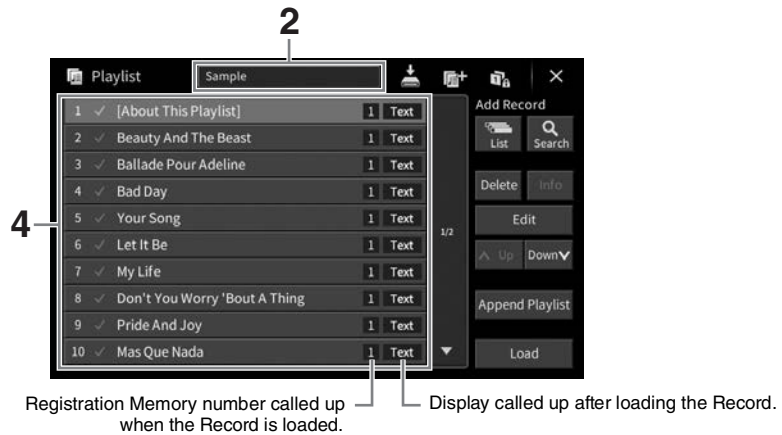 2
Playlist Sample
Add Record
1 [About This Playlist] 1 Text
2 Beauty And The Beast 1 Text
List Search
3 Ballade Pour Adeline 1 Text
4 Bad Day 1 Text
Delete Info
4
5 Your Song 1 Text
Edit
1/2
6 Let It Be 1 Text
Up Down
7 My Life 1 Text
8 Don't You Worry 'Bout A Thing 1 Text
Append Playlist
9 Pride And Joy 1 Text
10 Mas Que Nada 1 Text
Load
Registration Memory number called up
when the Record is loaded.
Display called up after loading the Record.